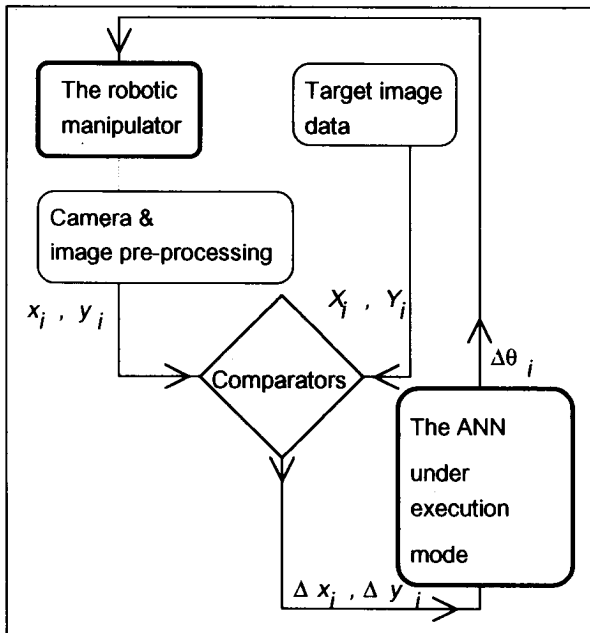 The robotic
manipulator
Target image
data
Camera &
image pre-processing
x_i , y_i
X_i , Y_i
Comparators
Δθ_i
The ANN
under
execution
mode
Δ x_i , Δ y_i